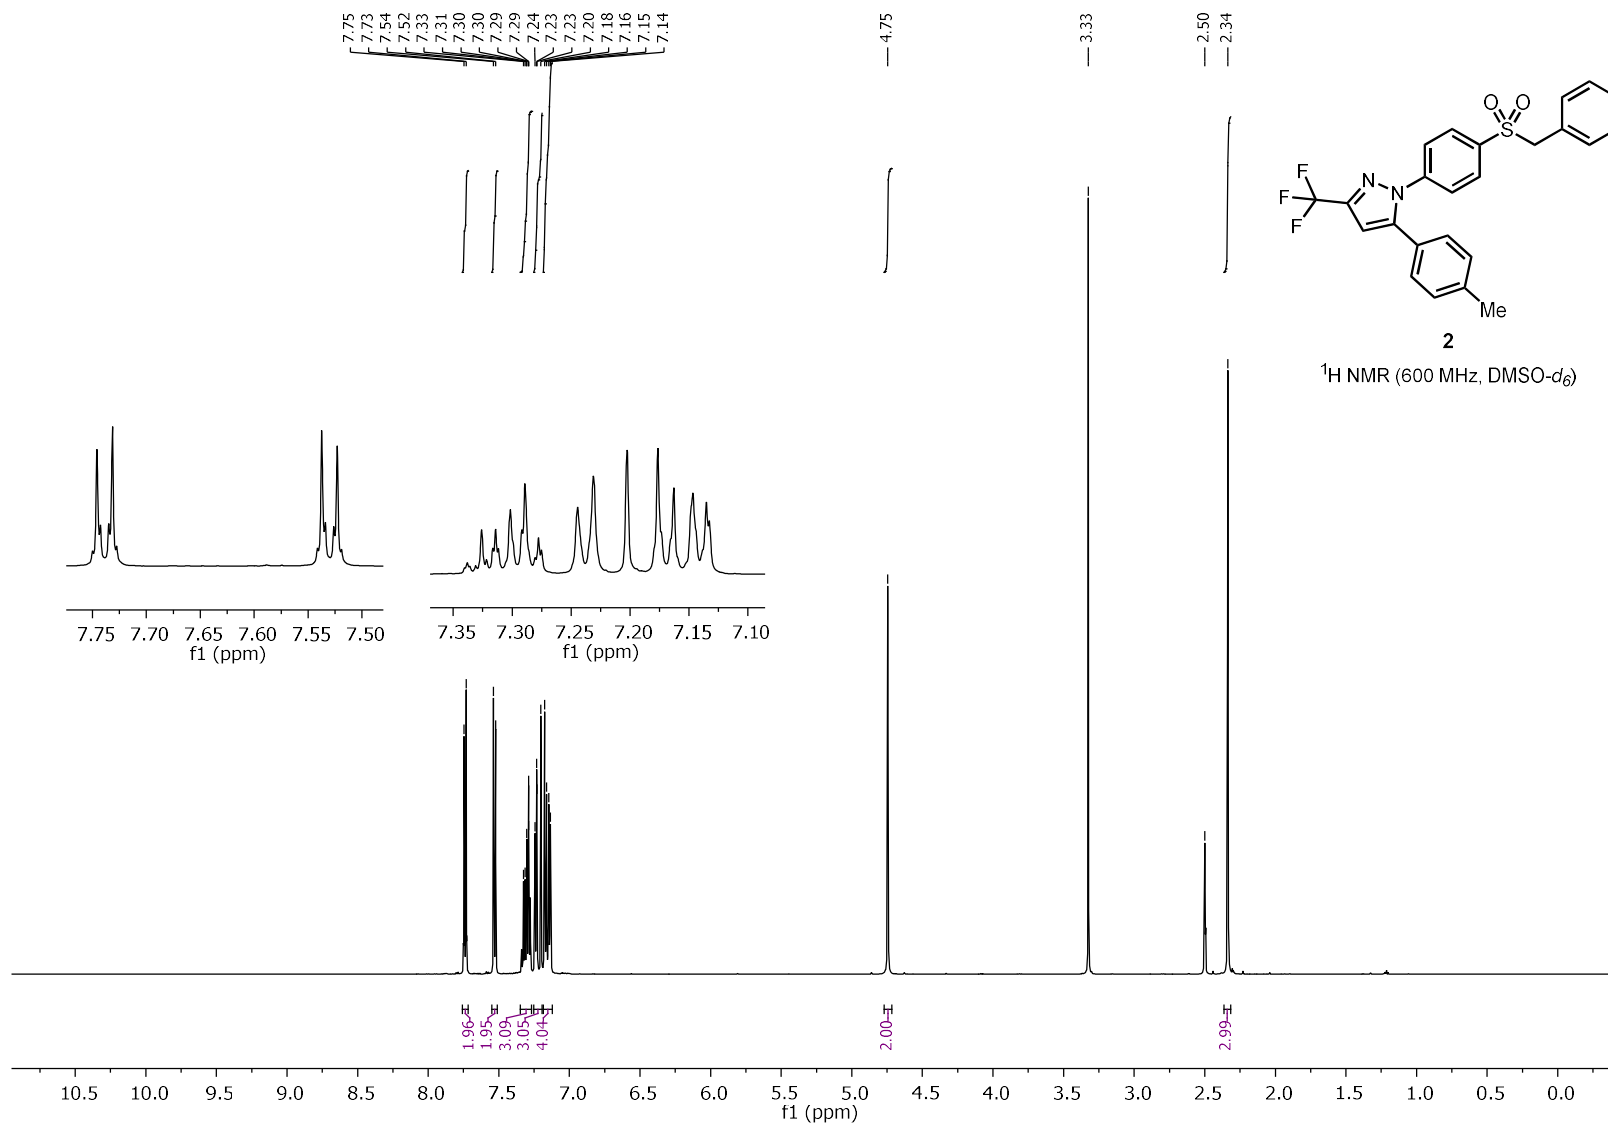 7.75
7.73
7.54
7.52
7.33
7.31
7.30
7.30
7.29
7.29
7.24
7.23
7.23
7.20
7.18
7.16
7.15
7.14
4.75
3.33
2.50
2.34
O O
S
F
F
F
N
N
Me
2
1H NMR (600 MHz, DMSO-d6)
7.75 7.70 7.65 7.60 7.55 7.50
f1 (ppm)
7.35 7.30 7.25 7.20 7.15 7.10
f1 (ppm)
1.96
1.95
3.09
3.05
4.04
2.00
2.99
10.5 10.0 9.5 9.0 8.5 8.0 7.5 7.0 6.5 6.0 5.5 5.0 4.5 4.0 3.5 3.0 2.5 2.0 1.5 1.0 0.5 0.0
f1 (ppm)